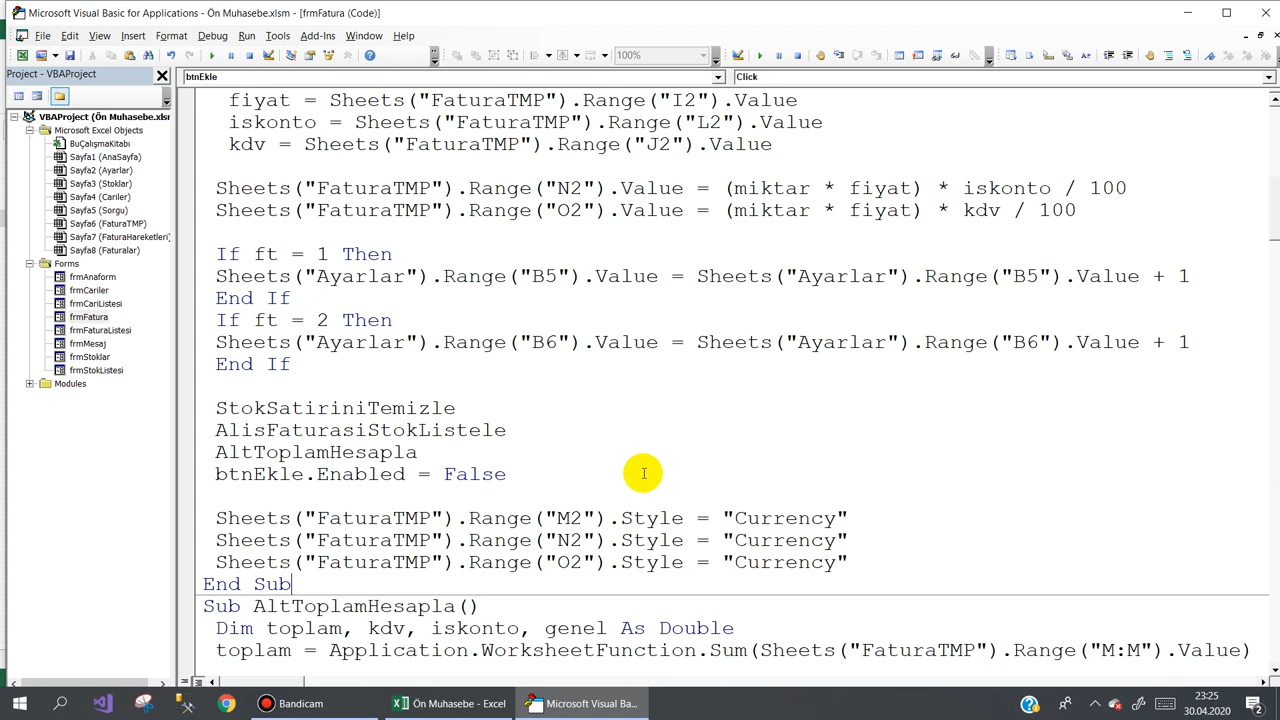 Microsoft Visual Basic for Applications - Ön Muhasebe.xlsm - [frmFatura (Code)]
File Edit View Insert Format Debug Run Tools Add-Ins Window Help
100%
Project - VBAProject
btnEkle
Click
VBAProject (Ön Muhasebe.xlsm
Microsoft Excel Objects
BuÇalışmaKitabı
Sayfa1 (AnaSayfa)
Sayfa2 (Ayarlar)
Sayfa3 (Stoklar)
Sayfa4 (Cariler)
Sayfa5 (Sorgu)
Sayfa6 (FaturaTMP)
Sayfa7 (FaturaHareketleri)
Sayfa8 (Faturalar)
Forms
frmAnaform
frmCariler
frmCariListesi
frmFatura
frmFaturaListesi
frmMesaj
frmStoklar
frmStokListesi
Modules
fiyat = Sheets("FaturaTMP").Range("I2").Value
iskonto = Sheets("FaturaTMP").Range("L2").Value
kdv = Sheets("FaturaTMP").Range("J2").Value
Sheets("FaturaTMP").Range("N2").Value = (miktar * fiyat) * iskonto / 100
Sheets("FaturaTMP").Range("O2").Value = (miktar * fiyat) * kdv / 100
If ft = 1 Then
Sheets("Ayarlar").Range("B5").Value = Sheets("Ayarlar").Range("B5").Value + 1
End If
If ft = 2 Then
Sheets("Ayarlar").Range("B6").Value = Sheets("Ayarlar").Range("B6").Value + 1
End If
StokSatiriniTemizle
AlisFaturasiStokListele
AltToplamHesapla
btnEkle.Enabled = False
Sheets("FaturaTMP").Range("M2").Style = "Currency"
Sheets("FaturaTMP").Range("N2").Style = "Currency"
Sheets("FaturaTMP").Range("O2").Style = "Currency"
End Sub
Sub AltToplamHesapla()
Dim toplam, kdv, iskonto, genel As Double
toplam = Application.WorksheetFunction.Sum(Sheets("FaturaTMP").Range("M:M").Value)
Bandicam
Ön Muhasebe - Excel
Microsoft Visual Ba...
23:25
30.04.2020
2